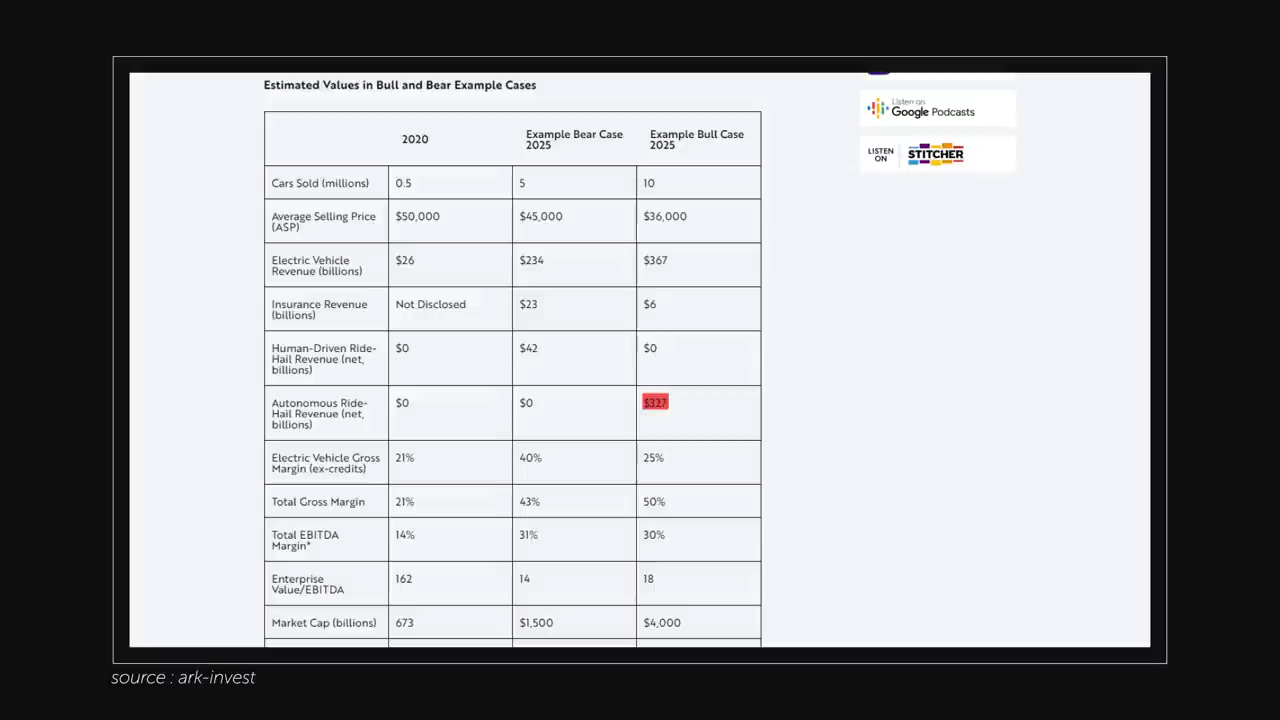 Estimated Values in Bull and Bear Example Cases
Listen on
Google Podcasts
LISTEN
ON
STITCHER
2020
Example Bear Case
2025
Example Bull Case
2025
Cars Sold (millions)
0.5
5
10
Average Selling Price
(ASP)
$50,000
$45,000
$36,000
Electric Vehicle
Revenue (billions)
$26
$234
$367
Insurance Revenue
(billions)
Not Disclosed
$23
$6
Human-Driven Ride-
Hail Revenue (net,
billions)
$0
$42
$0
Autonomous Ride-
Hail Revenue (net,
billions)
$0
$0
$327
Electric Vehicle Gross
Margin (ex-credits)
21%
40%
25%
Total Gross Margin
21%
43%
50%
Total EBITDA
Margin*
14%
31%
30%
Enterprise
Value/EBITDA
162
14
18
Market Cap (billions)
673
$1,500
$4,000
source : ark-invest